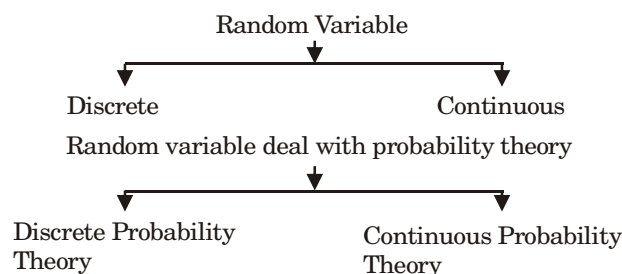 Random Variable
Discrete Continuous
Random variable deal with probability theory
Discrete Probability Theory
Continuous Probability Theory